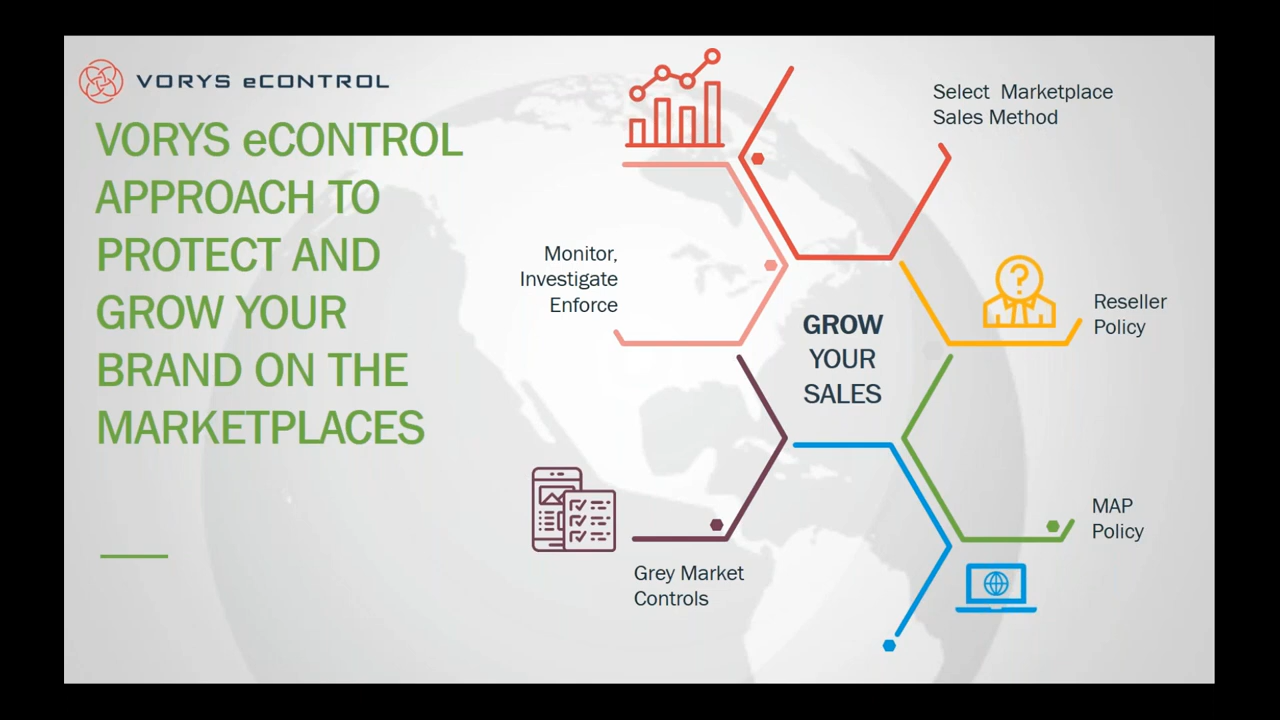 VORYS eCONTROL
VORYS eCONTROL
APPROACH TO
PROTECT AND
GROW YOUR
BRAND ON THE
MARKETPLACES
Select Marketplace
Sales Method
Monitor,
Investigate
Enforce
Reseller
Policy
GROW
YOUR
SALES
?
MAP
Policy
Grey Market
Controls